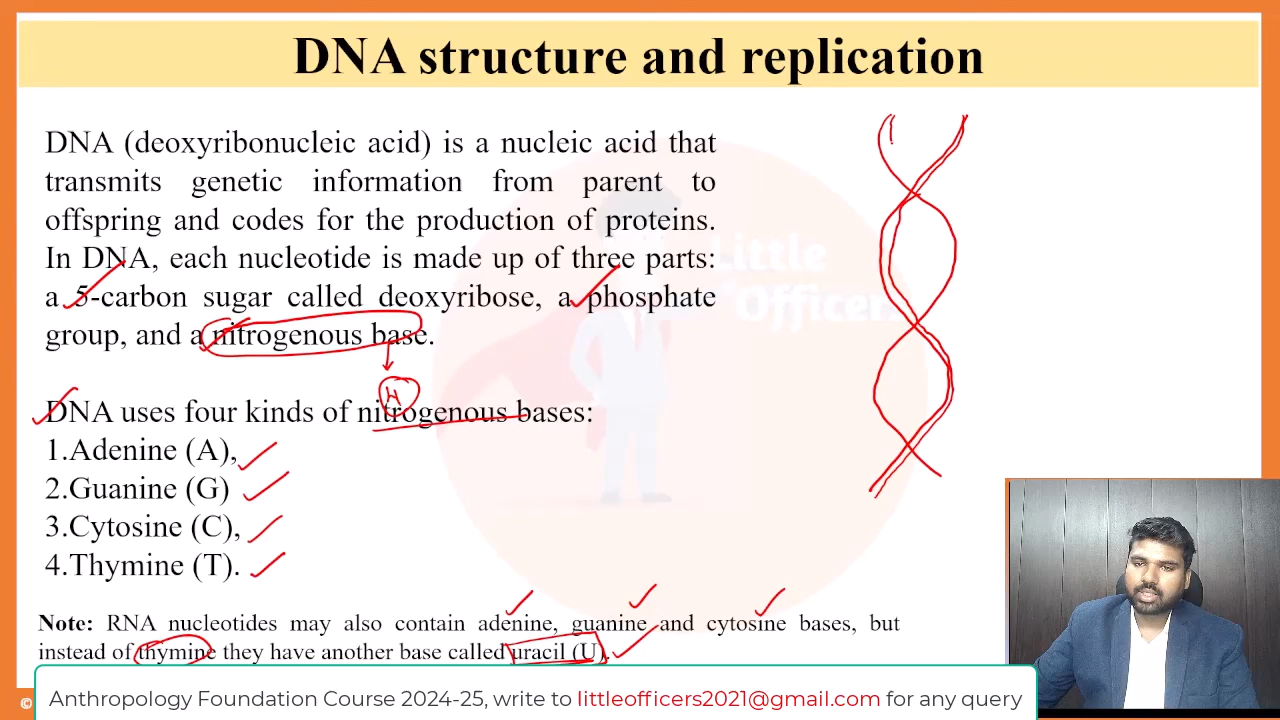 DNA structure and replication
DNA (deoxyribonucleic acid) is a nucleic acid that
transmits genetic information from parent to
offspring and codes for the production of proteins.
In DNA, each nucleotide is made up of three parts:
a 5-carbon sugar called deoxyribose, a phosphate
group, and a nitrogenous base.
4
DNA uses four kinds of nitrogenous bases:
1.Adenine (A),
2.Guanine (G)
3.Cytosine (C),
4.Thymine (T).
Little
Officers
Note: RNA nucleotides may also contain adenine, guanine and cytosine bases, but
instead of thymine they have another base called uracil (U).
©
Anthropology Foundation Course 2024-25, write to littleofficers2021@gmail.com for any query